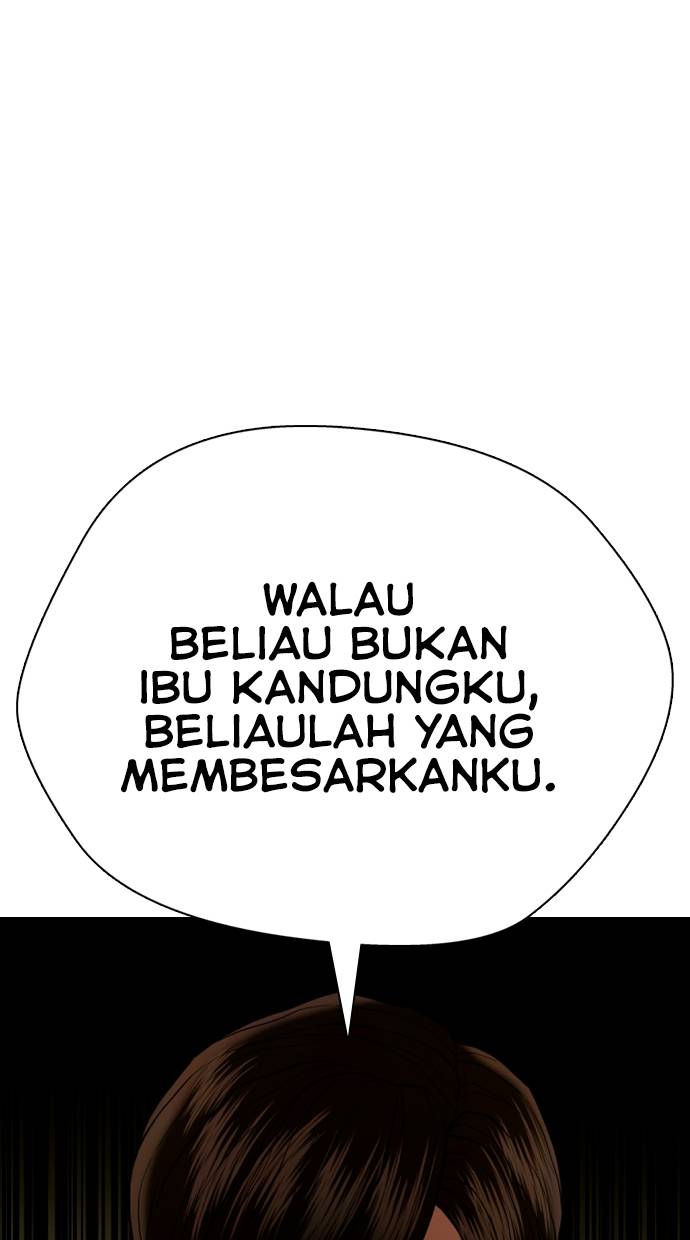 WALAU
BELIAU BUKAN
IBU KANDUNGKU,
BELIAULAH YANG
MEMBESARKANKU.